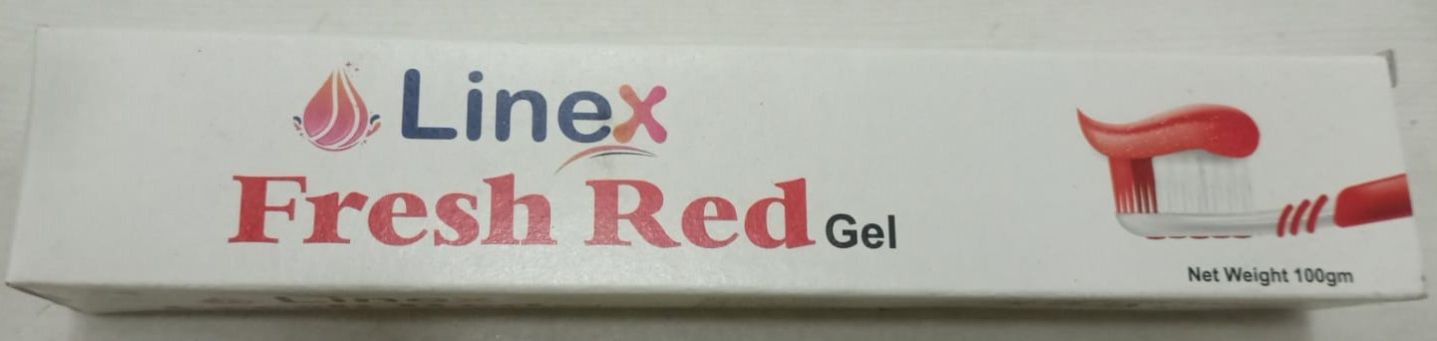 Linex
Fresh Red Gel
Net Weight 100gm